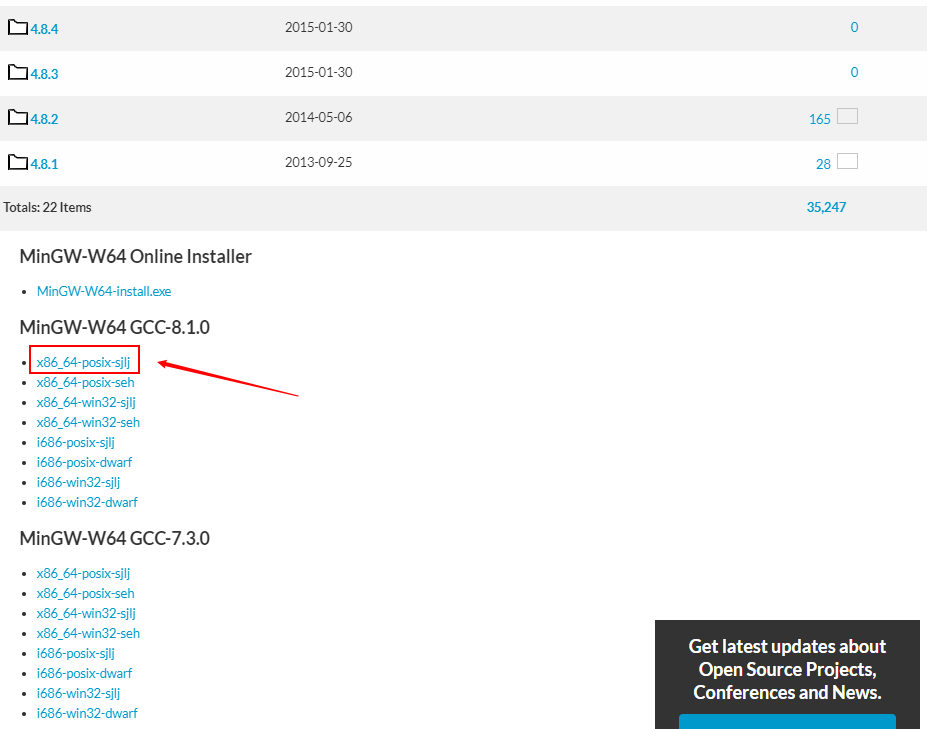 4.8.4 2015-01-30 0
4.8.3 2015-01-30 0
4.8.2 2014-05-06 165
4.8.1 2013-09-25 28
Totals: 22 Items 35,247
MinGW-W64 Online Installer
MinGW-W64-install.exe
MinGW-W64 GCC-8.1.0
x86_64-posix-sjlj
x86_64-posix-seh
x86_64-win32-sjlj
x86_64-win32-seh
i686-posix-sjlj
i686-posix-dwarf
i686-win32-sjlj
i686-win32-dwarf
MinGW-W64 GCC-7.3.0
x86_64-posix-sjlj
x86_64-posix-seh
x86_64-win32-sjlj
x86_64-win32-seh
i686-posix-sjlj
i686-posix-dwarf
i686-win32-sjlj
i686-win32-dwarf
Get latest updates about
Open Source Projects,
Conferences and News.